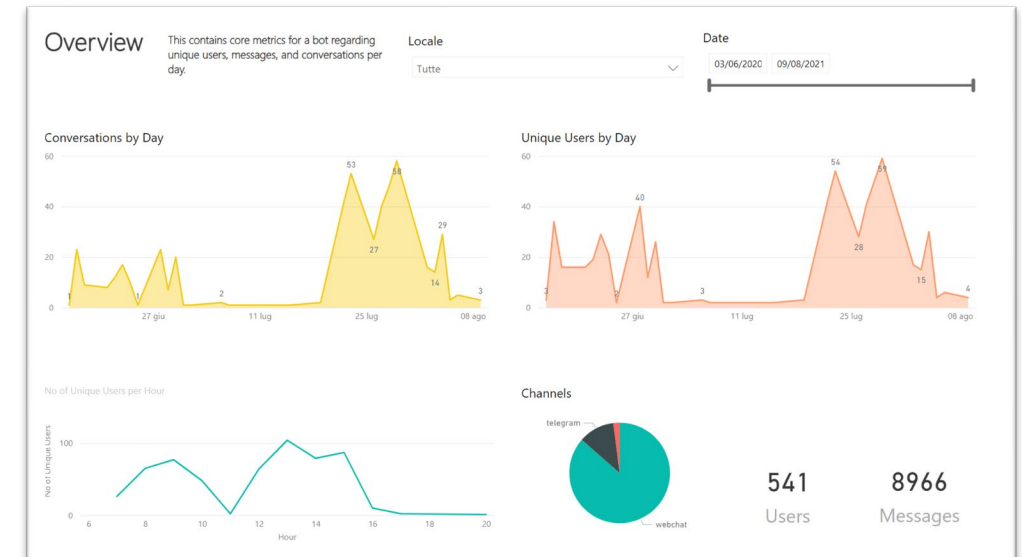 Overview
This contains core metrics for a bot regarding
unique users, messages, and conversations per
day.
Locale
Tutte
Date
03/06/2020
09/08/2021
Conversations by Day
60
40
20
0
1
1
2
53
27
58
14
29
3
27 giu
11 lug
25 lug
08 ago
Unique Users by Day
60
40
20
0
3
2
40
3
54
28
59
15
4
27 giu
11 lug
25 lug
08 ago
No of Unique Users per Hour
No of Unique Users
100
0
6
8
10
12
14
16
18
20
Hour
Channels
telegram
webchat
541
Users
8966
Messages